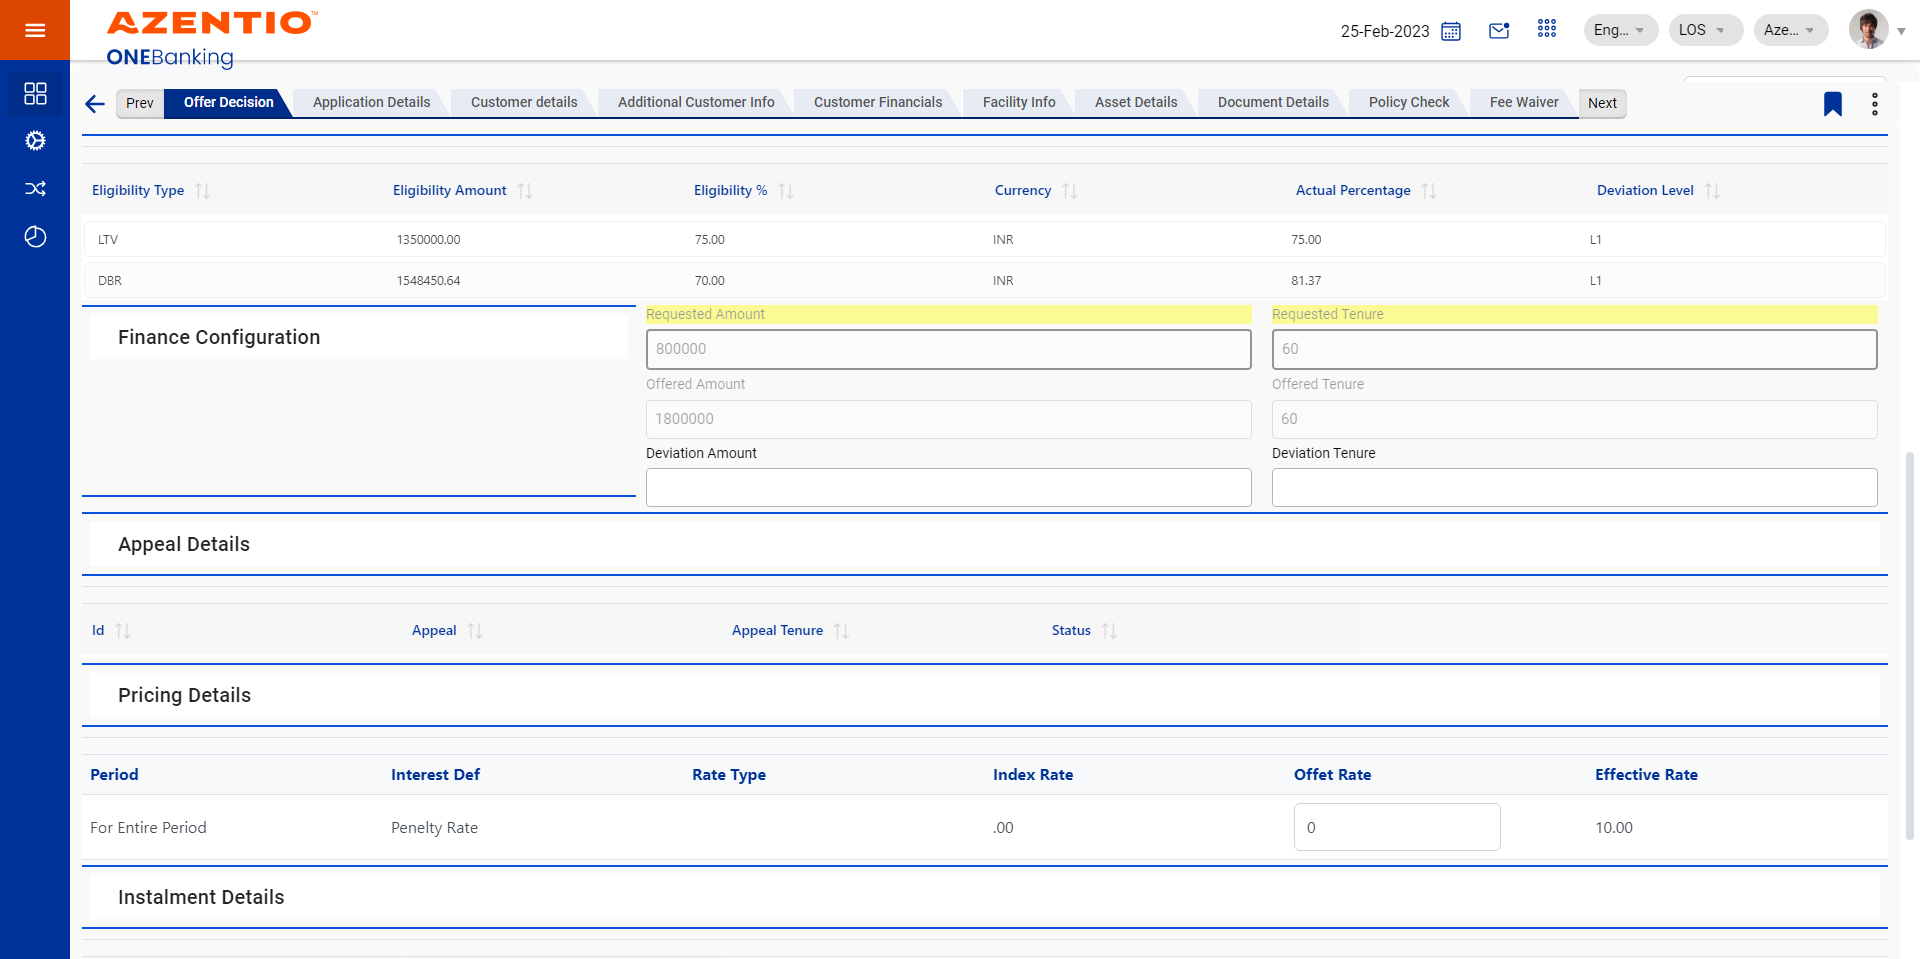 AZENTIO™
ONEBanking
25-Feb-2023
Eng...
LOS
Aze...
Prev
Offer Decision
Application Details
Customer details
Additional Customer Info
Customer Financials
Facility Info
Asset Details
Document Details
Policy Check
Fee Waiver
Next
Eligibility Type Eligibility Amount Eligibility % Currency Actual Percentage Deviation Level
LTV 1350000.00 75.00 INR 75.00 L1
DBR 1548450.64 70.00 INR 81.37 L1
Finance Configuration
Requested Amount Requested Tenure
800000 60
Offered Amount Offered Tenure
1800000 60
Deviation Amount Deviation Tenure
Appeal Details
Id Appeal Appeal Tenure Status
Pricing Details
Period Interest Def Rate Type Index Rate Offet Rate Effective Rate
For Entire Period Penelty Rate .00 0 10.00
Instalment Details